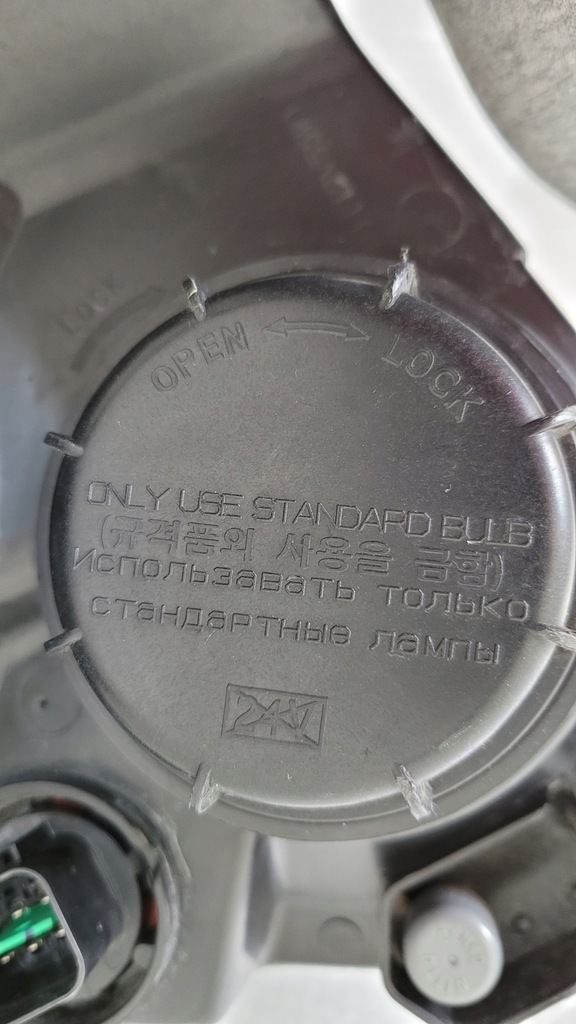 LOCK
OPEN ↔ LOCK
ONLY USE STANDARD BULB
(규격품외 사용을 금함)
Использавать только
стандартные лампы